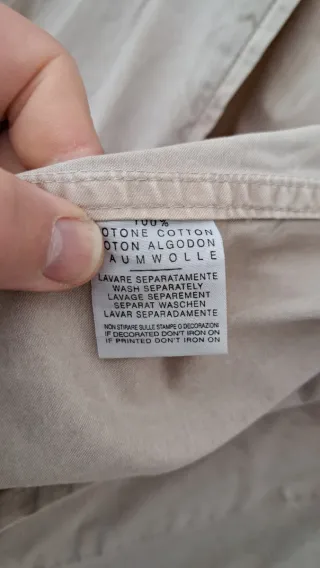 100%
OTONE COTTON
OTON ALGODON
AUMWOLLE
LAVARE SEPARATAMENTE
WASH SEPARATELY
LAVAGE SEPARÉMENT
SEPARAT WASCHEN
LAVAR SEPARADAMENTE
NON STIRARE SULLE STAMPE O DECORAZIONI
IF DECORATED DON'T IRON ON
IF PRINTED DON'T IRON ON